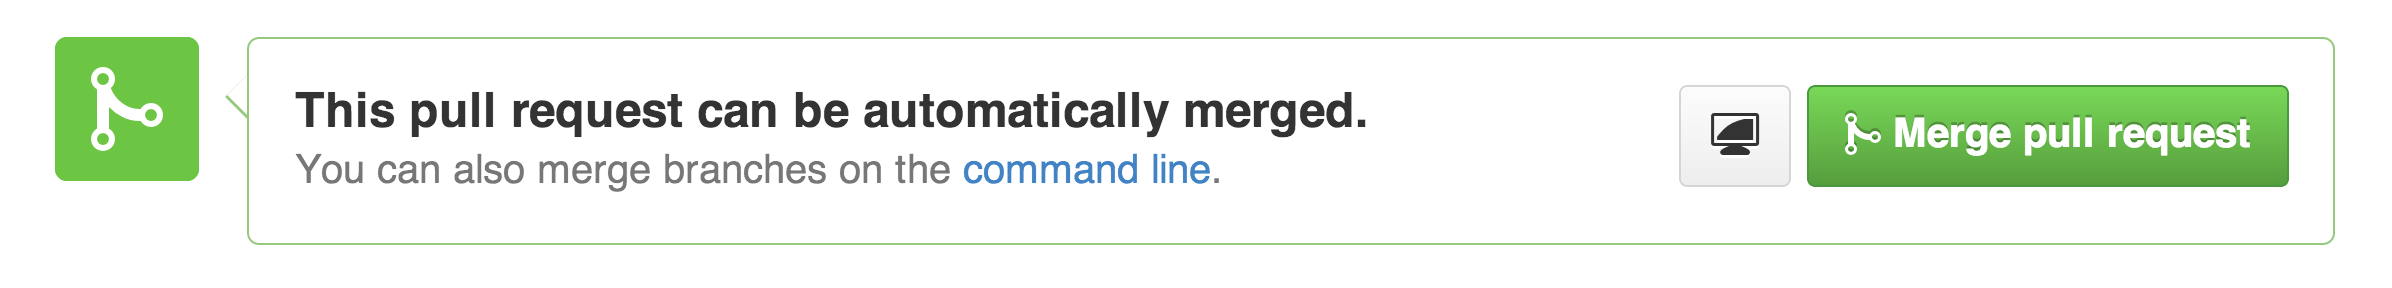 This pull request can be automatically merged.
You can also merge branches on the command line.
Merge pull request